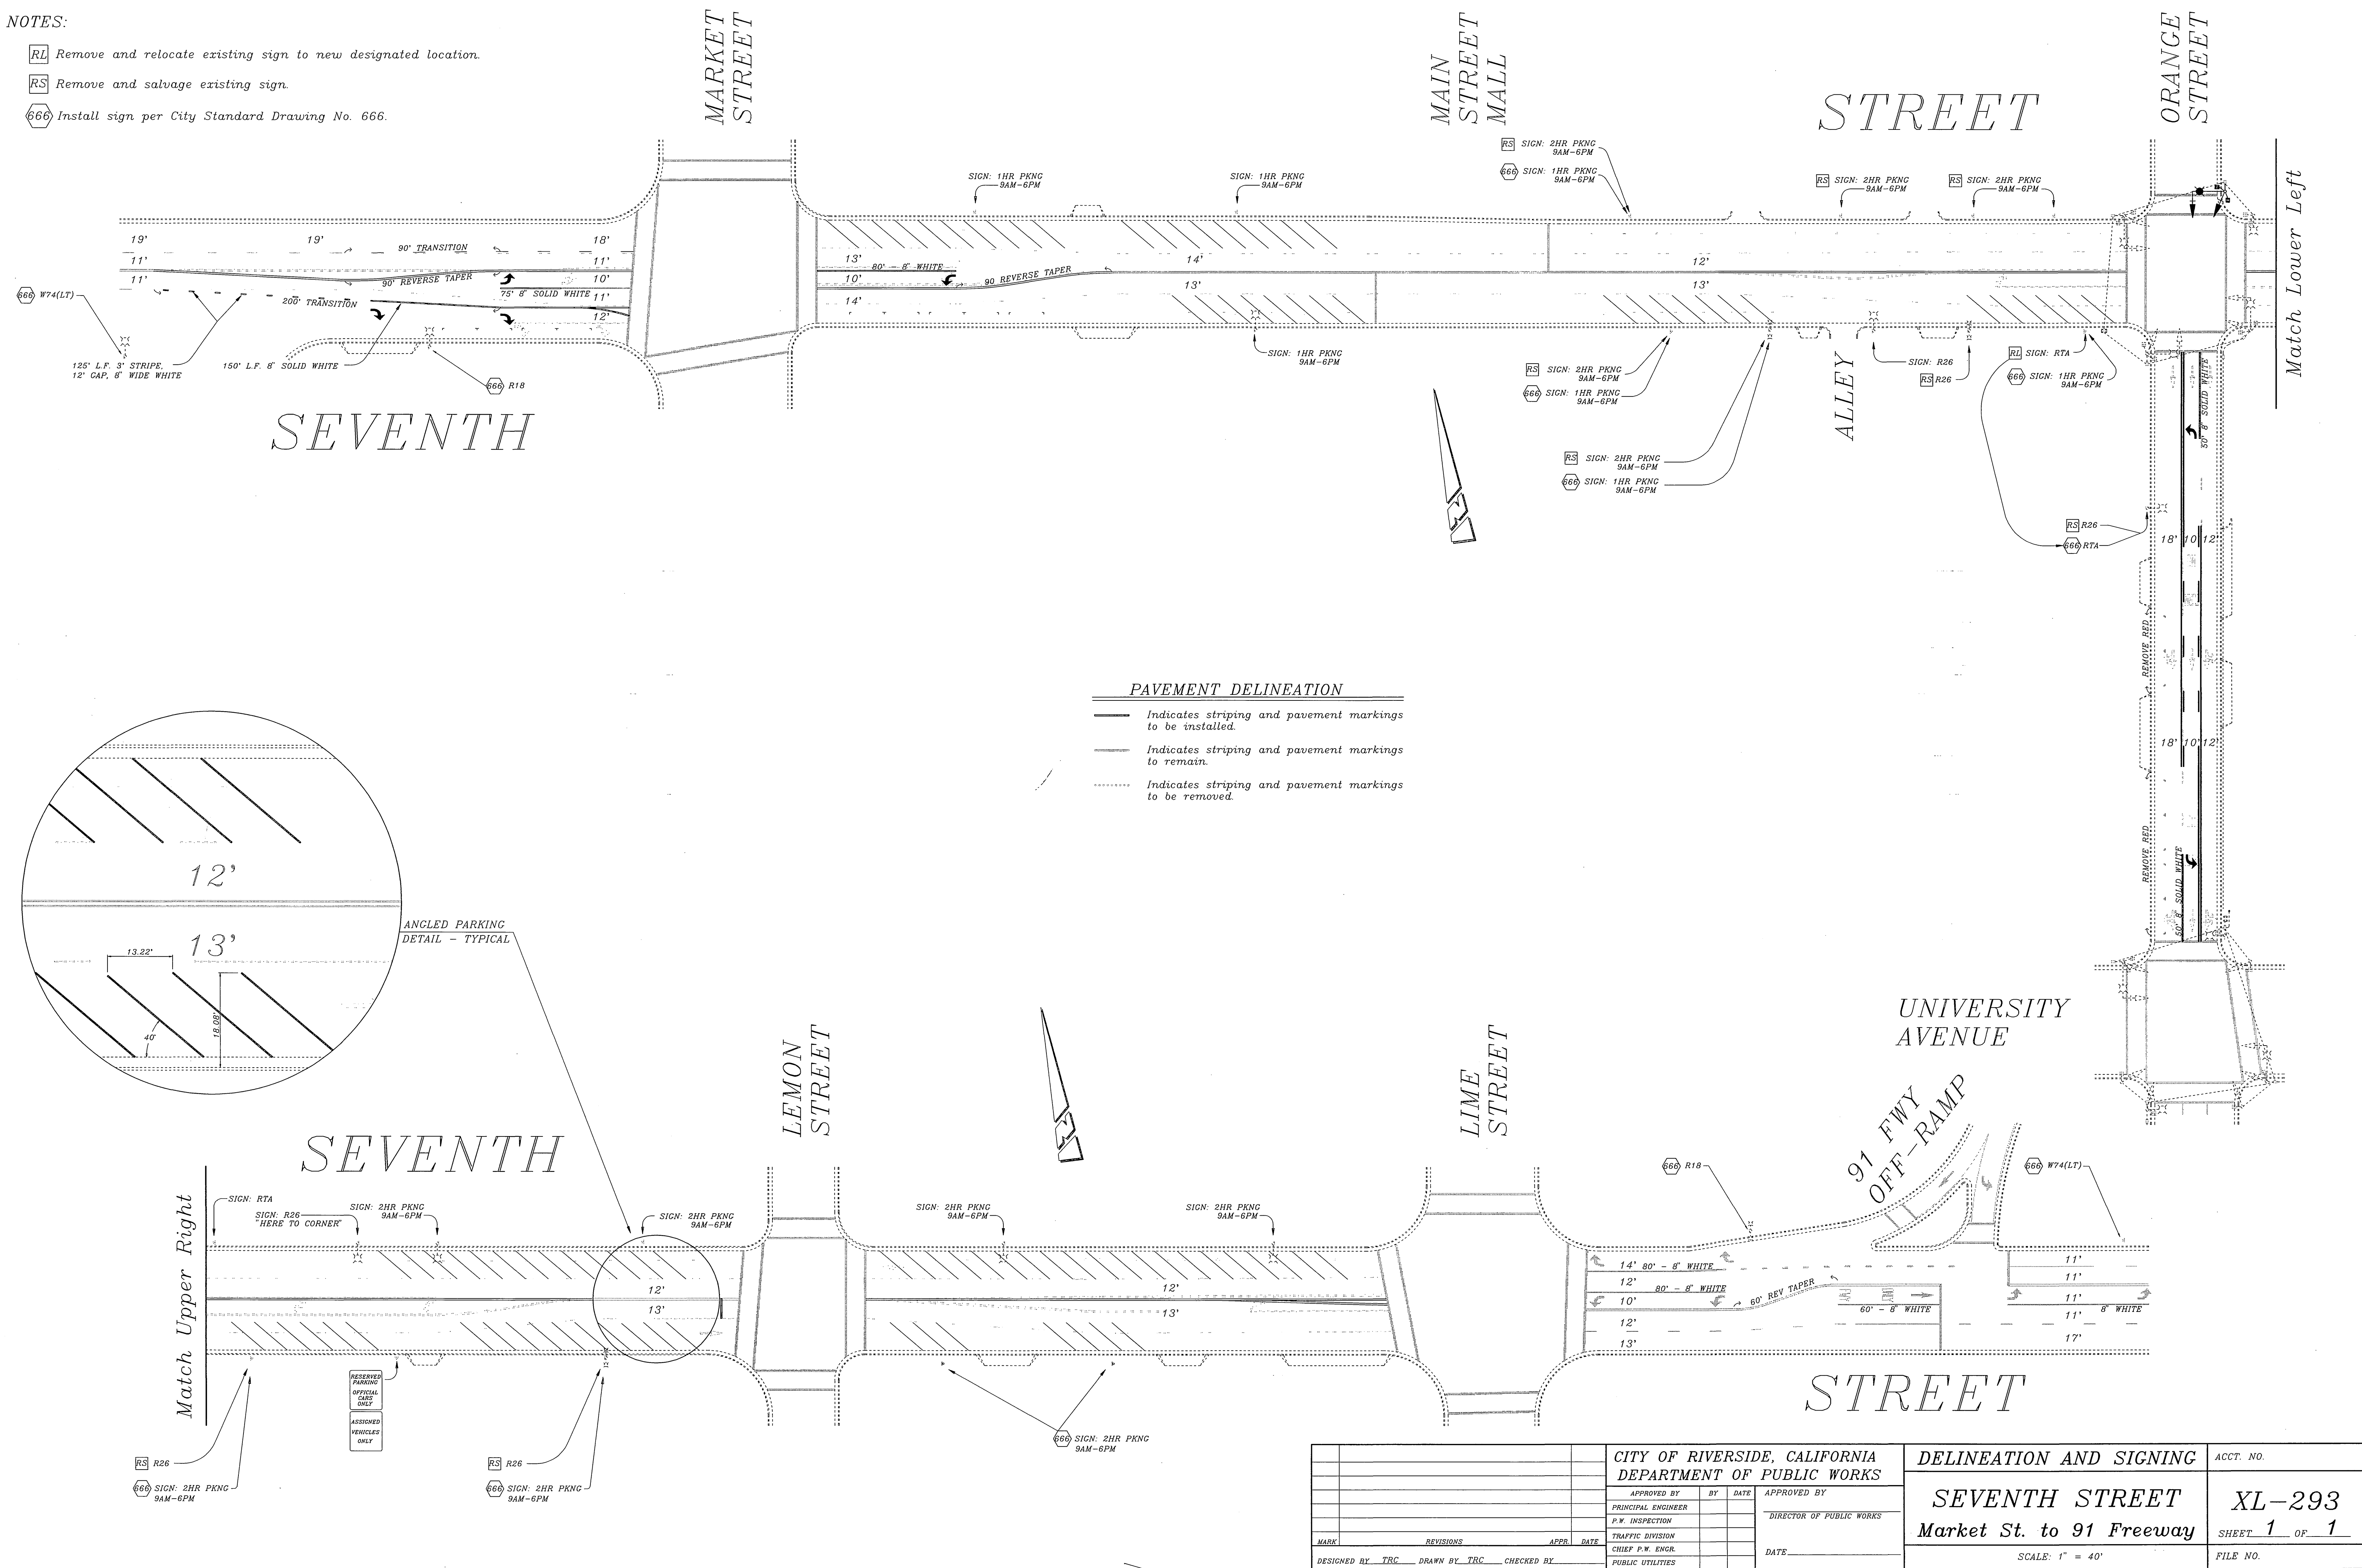 NOTES:
RL Remove and relocate existing sign to new designated location.
RS Remove and salvage existing sign.
666 Install sign per City Standard Drawing No. 666.
MARKET
STREET
MAIN
STREET
MALL
STREET
ORANGE
STREET
Match Lower Left
SIGN: 1HR PKNG
9AM-6PM
SIGN: 1HR PKNG
9AM-6PM
RS SIGN: 2HR PKNG
9AM-6PM
666 SIGN: 1HR PKNG
9AM-6PM
RS SIGN: 2HR PKNG
9AM-6PM
RS SIGN: 2HR PKNG
9AM-6PM
19'
19'
18'
90' TRANSITION
11'
11'
11'
90' REVERSE TAPER
10'
75' 8" SOLID WHITE
11'
200' TRANSITION
12'
13'
80' - 8" WHITE
10'
14'
90 REVERSE TAPER
14'
13'
12'
13'
666 W74(LT)
125' L.F. 3' STRIPE,
12' GAP, 8" WIDE WHITE
150' L.F. 8" SOLID WHITE
666 R18
SEVENTH
SIGN: 1HR PKNG
9AM-6PM
RS SIGN: 2HR PKNG
9AM-6PM
666 SIGN: 1HR PKNG
9AM-6PM
ALLEY
SIGN: R26
RS R26
RL SIGN: RTA
666 SIGN: 1HR PKNG
9AM-6PM
RS SIGN: 2HR PKNG
9AM-6PM
666 SIGN: 1HR PKNG
9AM-6PM
50' 8" SOLID WHITE
RS R26
666 RTA
18' 10' 12'
REMOVE RED
18' 10' 12'
REMOVE RED
50' 8" SOLID WHITE
PAVEMENT DELINEATION
Indicates striping and pavement markings
to be installed.
Indicates striping and pavement markings
to remain.
Indicates striping and pavement markings
to be removed.
12'
13'
13.22'
18.08'
40°
ANGLED PARKING
DETAIL - TYPICAL
UNIVERSITY
AVENUE
SEVENTH
LEMON
STREET
LIME
STREET
91 FWY
OFF-RAMP
Match Upper Right
SIGN: RTA
SIGN: R26
"HERE TO CORNER"
SIGN: 2HR PKNG
9AM-6PM
SIGN: 2HR PKNG
9AM-6PM
SIGN: 2HR PKNG
9AM-6PM
SIGN: 2HR PKNG
9AM-6PM
666 R18
666 W74(LT)
12'
13'
12'
13'
14'
80' - 8" WHITE
12'
80' - 8" WHITE
10'
60' REV TAPER
12'
13'
FWY
60' - 8" WHITE
11'
11'
11'
8" WHITE
11'
17'
RESERVED
PARKING
OFFICIAL
CARS
ONLY
ASSIGNED
VEHICLES
ONLY
RS R26
666 SIGN: 2HR PKNG
9AM-6PM
RS R26
666 SIGN: 2HR PKNG
9AM-6PM
666 SIGN: 2HR PKNG
9AM-6PM
STREET
MARK REVISIONS APPR. DATE
DESIGNED BY TRC DRAWN BY TRC CHECKED BY
CITY OF RIVERSIDE, CALIFORNIA
DEPARTMENT OF PUBLIC WORKS
APPROVED BY BY DATE
PRINCIPAL ENGINEER
P.W. INSPECTION
TRAFFIC DIVISION
CHIEF P.W. ENGR.
PUBLIC UTILITIES
APPROVED BY
DIRECTOR OF PUBLIC WORKS
DATE
DELINEATION AND SIGNING
SEVENTH STREET
Market St. to 91 Freeway
SCALE: 1" = 40'
ACCT. NO.
XL-293
SHEET 1 OF 1
FILE NO.